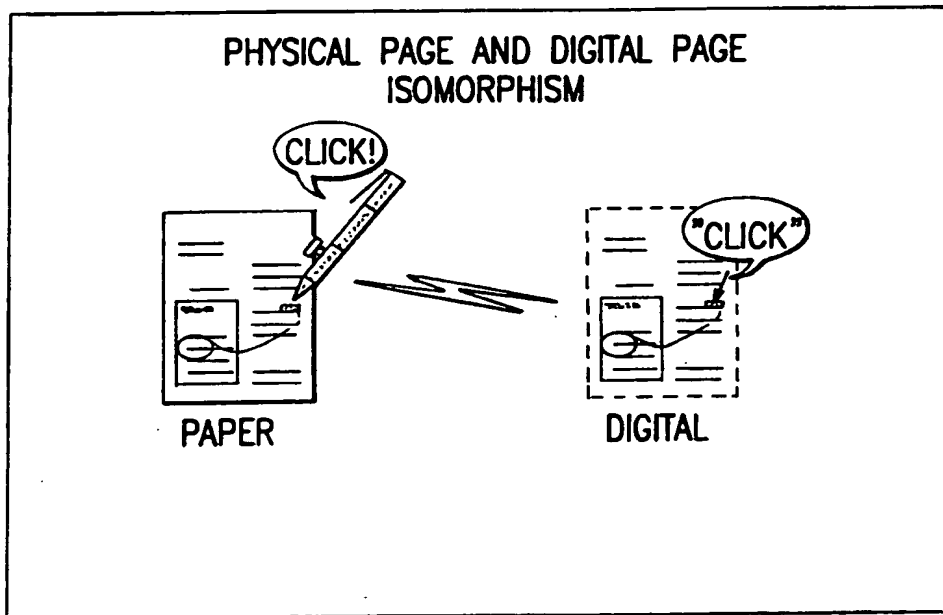 PHYSICAL PAGE AND DIGITAL PAGE
ISOMORPHISM
CLICK!
"CLICK"
PAPER
DIGITAL